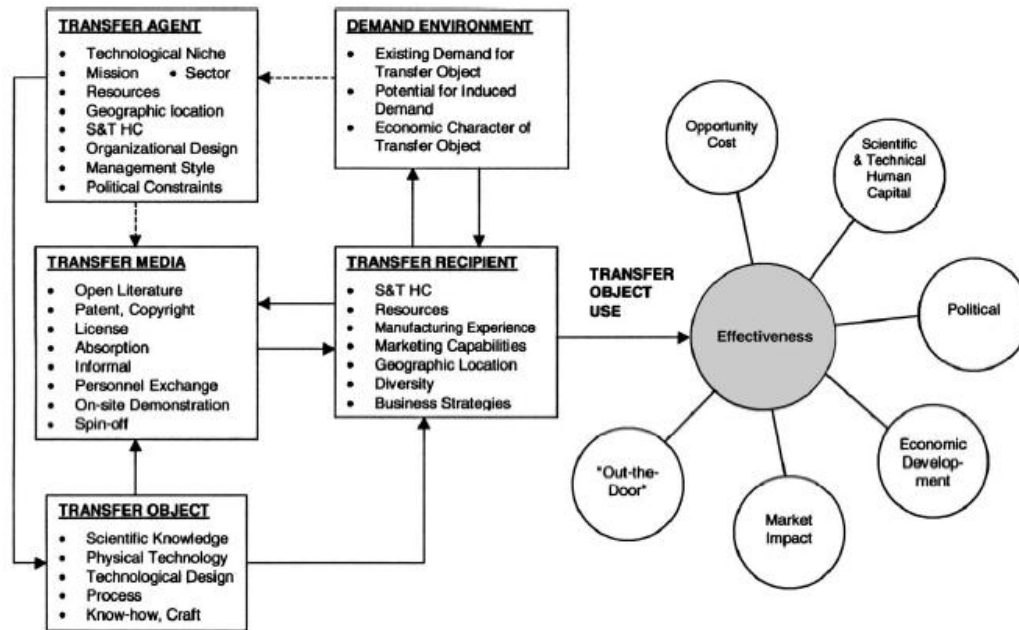 TRANSFER AGENT
• Technological Niche
• Mission • Sector
• Resources
• Geographic location
• S&T HC
• Organizational Design
• Management Style
• Political Constraints
DEMAND ENVIRONMENT
• Existing Demand for
Transfer Object
• Potential for Induced
Demand
• Economic Character of
Transfer Object
TRANSFER MEDIA
• Open Literature
• Patent, Copyright
• License
• Absorption
• Informal
• Personnel Exchange
• On-site Demonstration
• Spin-off
TRANSFER RECIPIENT
• S&T HC
• Resources
• Manufacturing Experience
• Marketing Capabilities
• Geographic Location
• Diversity
• Business Strategies
TRANSFER OBJECT
• Scientific Knowledge
• Physical Technology
• Technological Design
• Process
• Know-how, Craft
TRANSFER
OBJECT
USE
Effectiveness
Opportunity
Cost
Scientific
& Technical
Human
Capital
Political
Economic
Develop-
ment
Market
Impact
"Out-the-
Door"